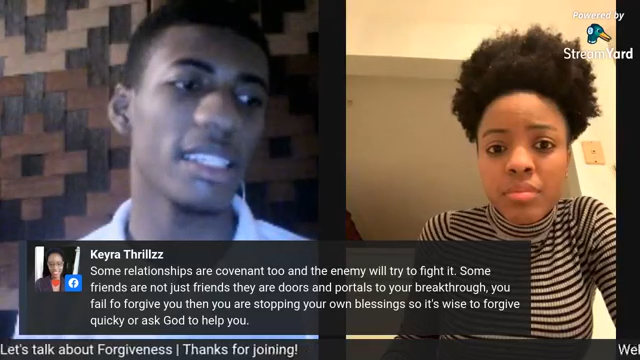 Powered by
StreamYard
Keyra Thrillzz
Some relationships are covenant too and the enemy will try to fight it. Some
friends are not just friends they are doors and portals to your breakthrough, you
fail fo forgive you then you are stopping your own blessings so it's wise to forgive
quicky or ask God to help you.
Let's talk about Forgiveness | Thanks for joining!